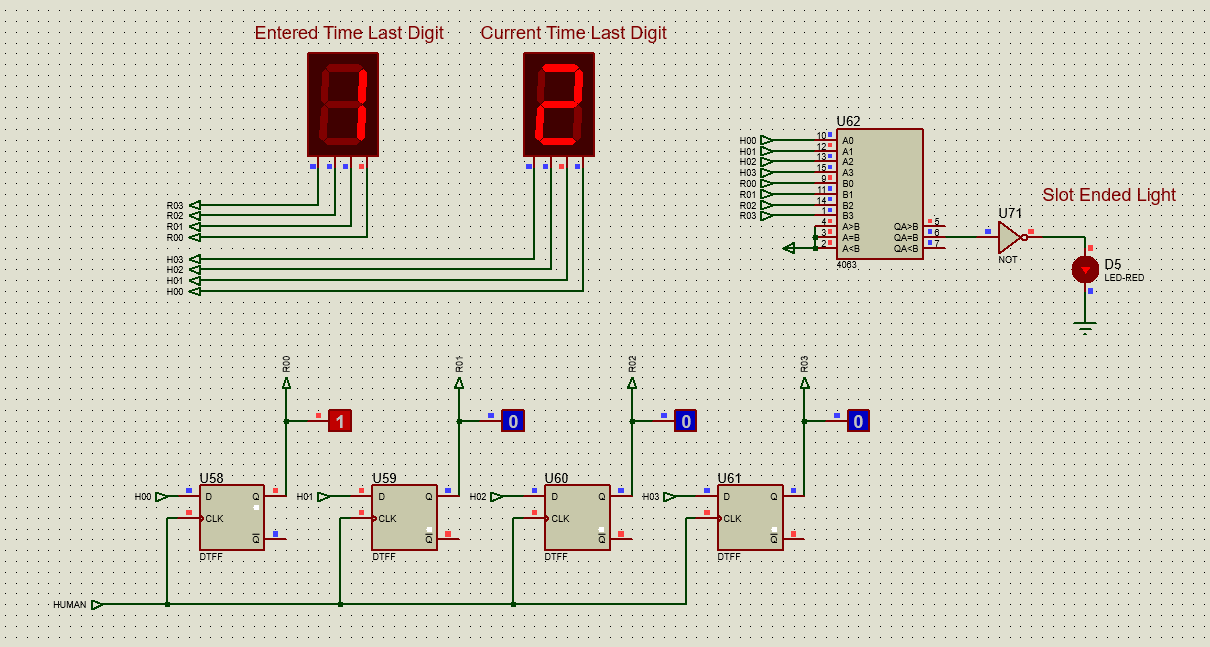 Entered Time Last Digit
Current Time Last Digit
1
2
R03
R02
R01
R00
H03
H02
H01
H00
U62
H00 10 A0
H01 12 A1
H02 13 A2
H03 15 A3
R00 9 B0
R01 11 B1
R02 14 B2
R03 1 B3
4 A>B QA>B 5
3 A=B QA=B 6
2 A<B QA<B 7
4063
U71
NOT
Slot Ended Light
D5
LED-RED
R00
R01
R02
R03
1
0
0
0
U58
U59
U60
U61
H00 D Q
H01 D Q
H02 D Q
H03 D Q
CLK
CLK
CLK
CLK
Q
Q
Q
Q
DTFF
DTFF
DTFF
DTFF
HUMAN